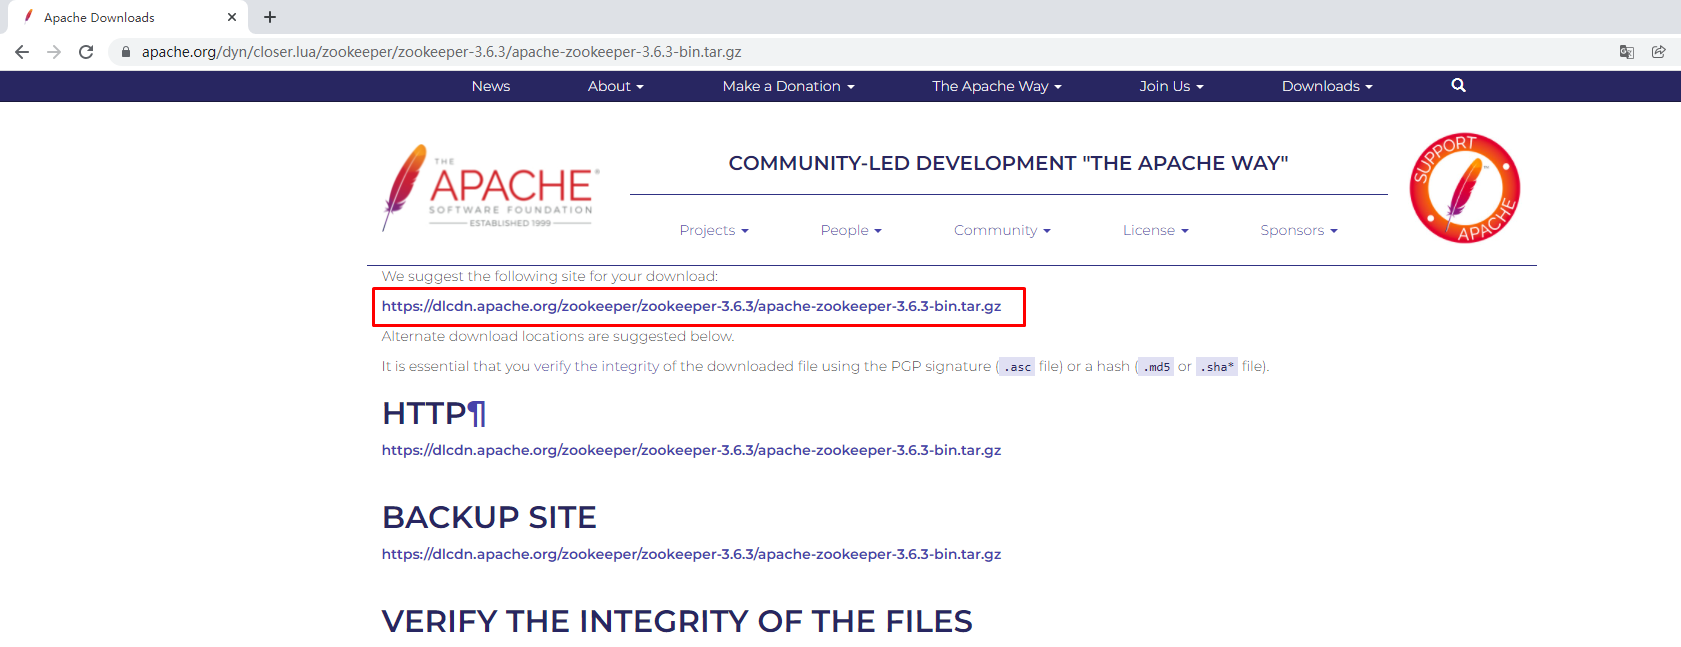 Apache Downloads
apache.org/dyn/closer.lua/zookeeper/zookeeper-3.6.3/apache-zookeeper-3.6.3-bin.tar.gz
News About Make a Donation The Apache Way Join Us Downloads
THE
APACHE®
SOFTWARE FOUNDATION
ESTABLISHED 1999
COMMUNITY-LED DEVELOPMENT "THE APACHE WAY"
Projects People Community License Sponsors
SUPPORT
APACHE
We suggest the following site for your download:
https://dlcdn.apache.org/zookeeper/zookeeper-3.6.3/apache-zookeeper-3.6.3-bin.tar.gz
Alternate download locations are suggested below.
It is essential that you verify the integrity of the downloaded file using the PGP signature (.asc file) or a hash (.md5 or .sha* file).
HTTP¶
https://dlcdn.apache.org/zookeeper/zookeeper-3.6.3/apache-zookeeper-3.6.3-bin.tar.gz
BACKUP SITE
https://dlcdn.apache.org/zookeeper/zookeeper-3.6.3/apache-zookeeper-3.6.3-bin.tar.gz
VERIFY THE INTEGRITY OF THE FILES